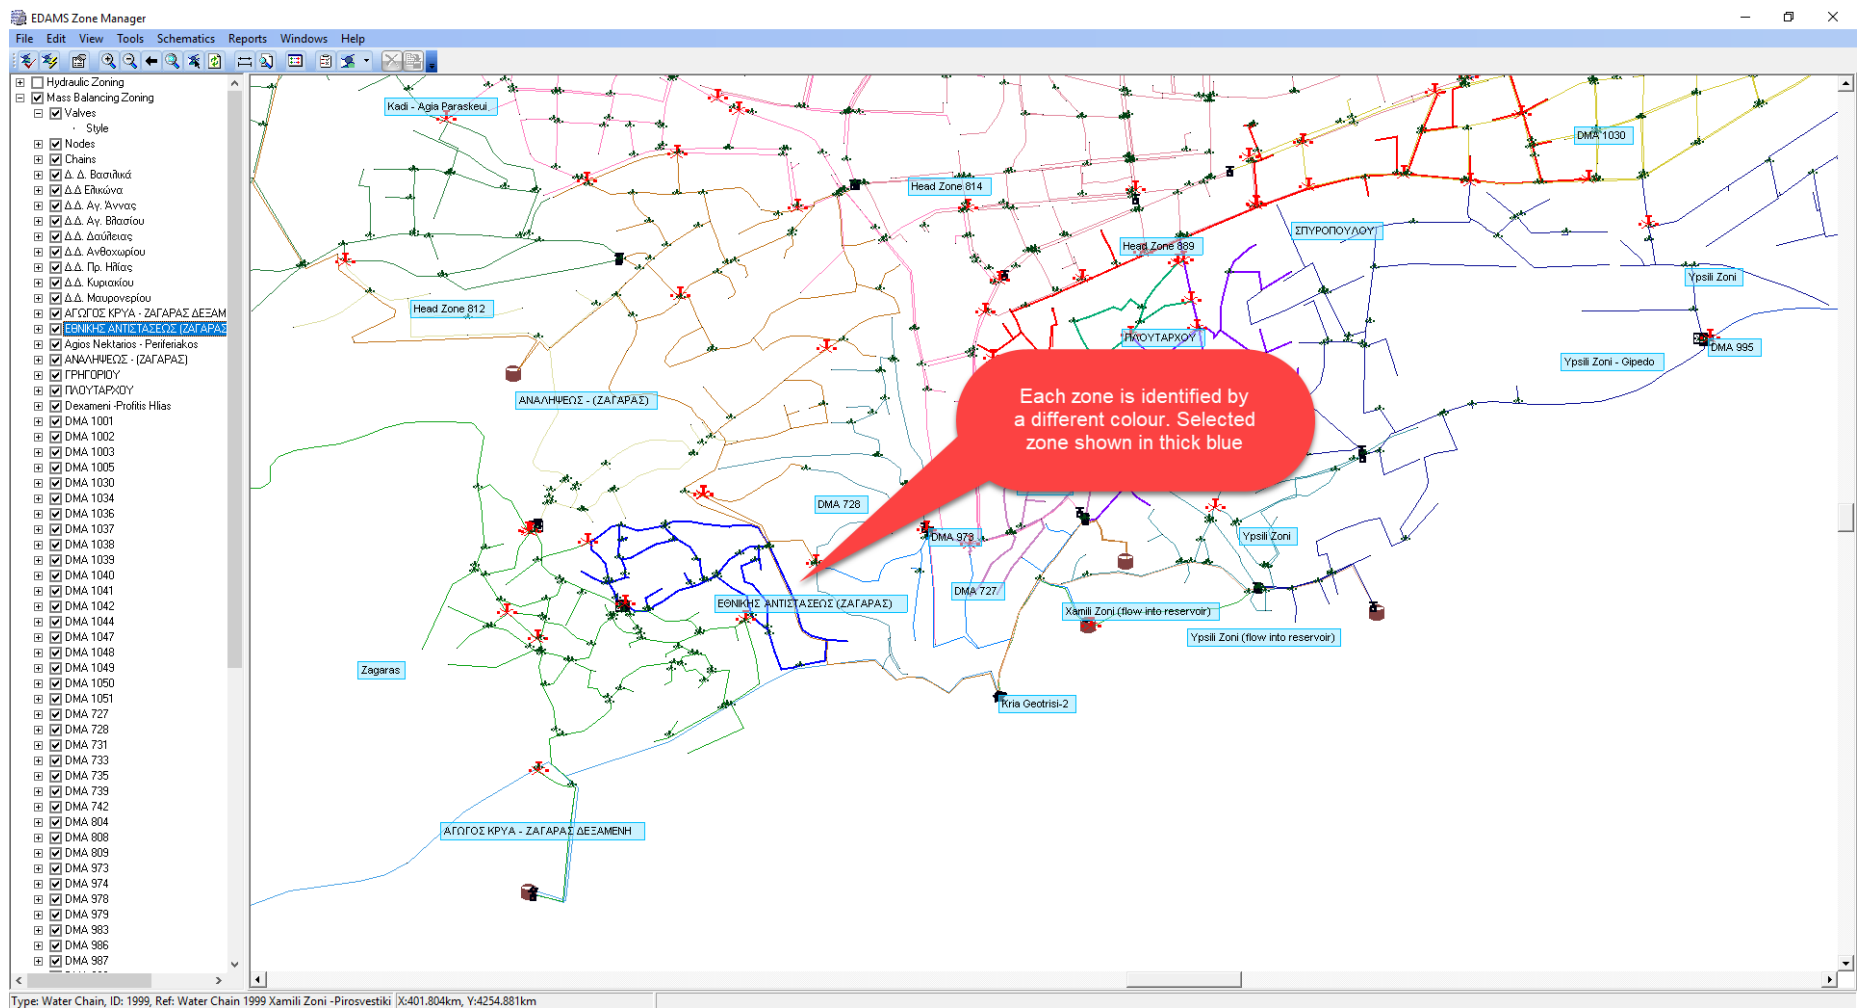 EDAMS Zone Manager
File Edit View Tools Schematics Reports Windows Help
Hydraulic Zoning
Mass Balancing Zoning
Valves
Style
Nodes
Chains
Δ. Δ. Βασιλικά
Δ.Δ Ελικώνα
Δ.Δ. Αγ. Άννας
Δ.Δ. Αγ. Βλασίου
Δ.Δ. Δαύλειας
Δ.Δ. Ανθοχωρίου
Δ.Δ. Πρ. Ηλίας
Δ.Δ. Κυριακίου
Δ.Δ. Μαυρονερίου
ΑΓΩΓΟΣ ΚΡΥΑ - ΖΑΓΑΡΑΣ ΔΕΞΑΜ
ΕΘΝΙΚΗΣ ΑΝΤΙΣΤΑΣΕΩΣ (ΖΑΓΑΡΑΣ
Agios Nektarios - Periferiakos
ΑΝΑΛΗΨΕΩΣ - (ΖΑΓΑΡΑΣ)
ΓΡΗΓΟΡΙΟΥ
ΠΛΟΥΤΑΡΧΟΥ
Dexameni -Profitis Hlias
DMA 1001
DMA 1002
DMA 1003
DMA 1005
DMA 1030
DMA 1034
DMA 1036
DMA 1037
DMA 1038
DMA 1039
DMA 1040
DMA 1041
DMA 1042
DMA 1044
DMA 1047
DMA 1048
DMA 1049
DMA 1050
DMA 1051
DMA 727
DMA 728
DMA 731
DMA 733
DMA 735
DMA 739
DMA 742
DMA 804
DMA 808
DMA 809
DMA 973
DMA 974
DMA 978
DMA 979
DMA 983
DMA 986
DMA 987
Kadi - Agia Paraskeui
DMA 1030
Head Zone 814
ΣΠΥΡΟΠΟΥΛΟΥ
Head Zone 889
Ypsili Zoni
Head Zone 812
ΠΛΟΥΤΑΡΧΟΥ
DMA 995
Ypsili Zoni - Gipedo
ΑΝΑΛΗΨΕΩΣ - (ΖΑΓΑΡΑΣ)
Each zone is identified by
a different colour. Selected
zone shown in thick blue
DMA 728
DMA 973
Ypsili Zoni
DMA 727
ΕΘΝΙΚΗΣ ΑΝΤΙΣΤΑΣΕΩΣ (ΖΑΓΑΡΑΣ)
Xamili Zoni (flow into reservoir)
Ypsili Zoni (flow into reservoir)
Zagaras
Kria Geotrisi-2
ΑΓΩΓΟΣ ΚΡΥΑ - ΖΑΓΑΡΑΣ ΔΕΞΑΜΕΝΗ
Type: Water Chain, ID: 1999, Ref: Water Chain 1999 Xamili Zoni -Pirosvestiki X:401.804km, Y:4254.881km